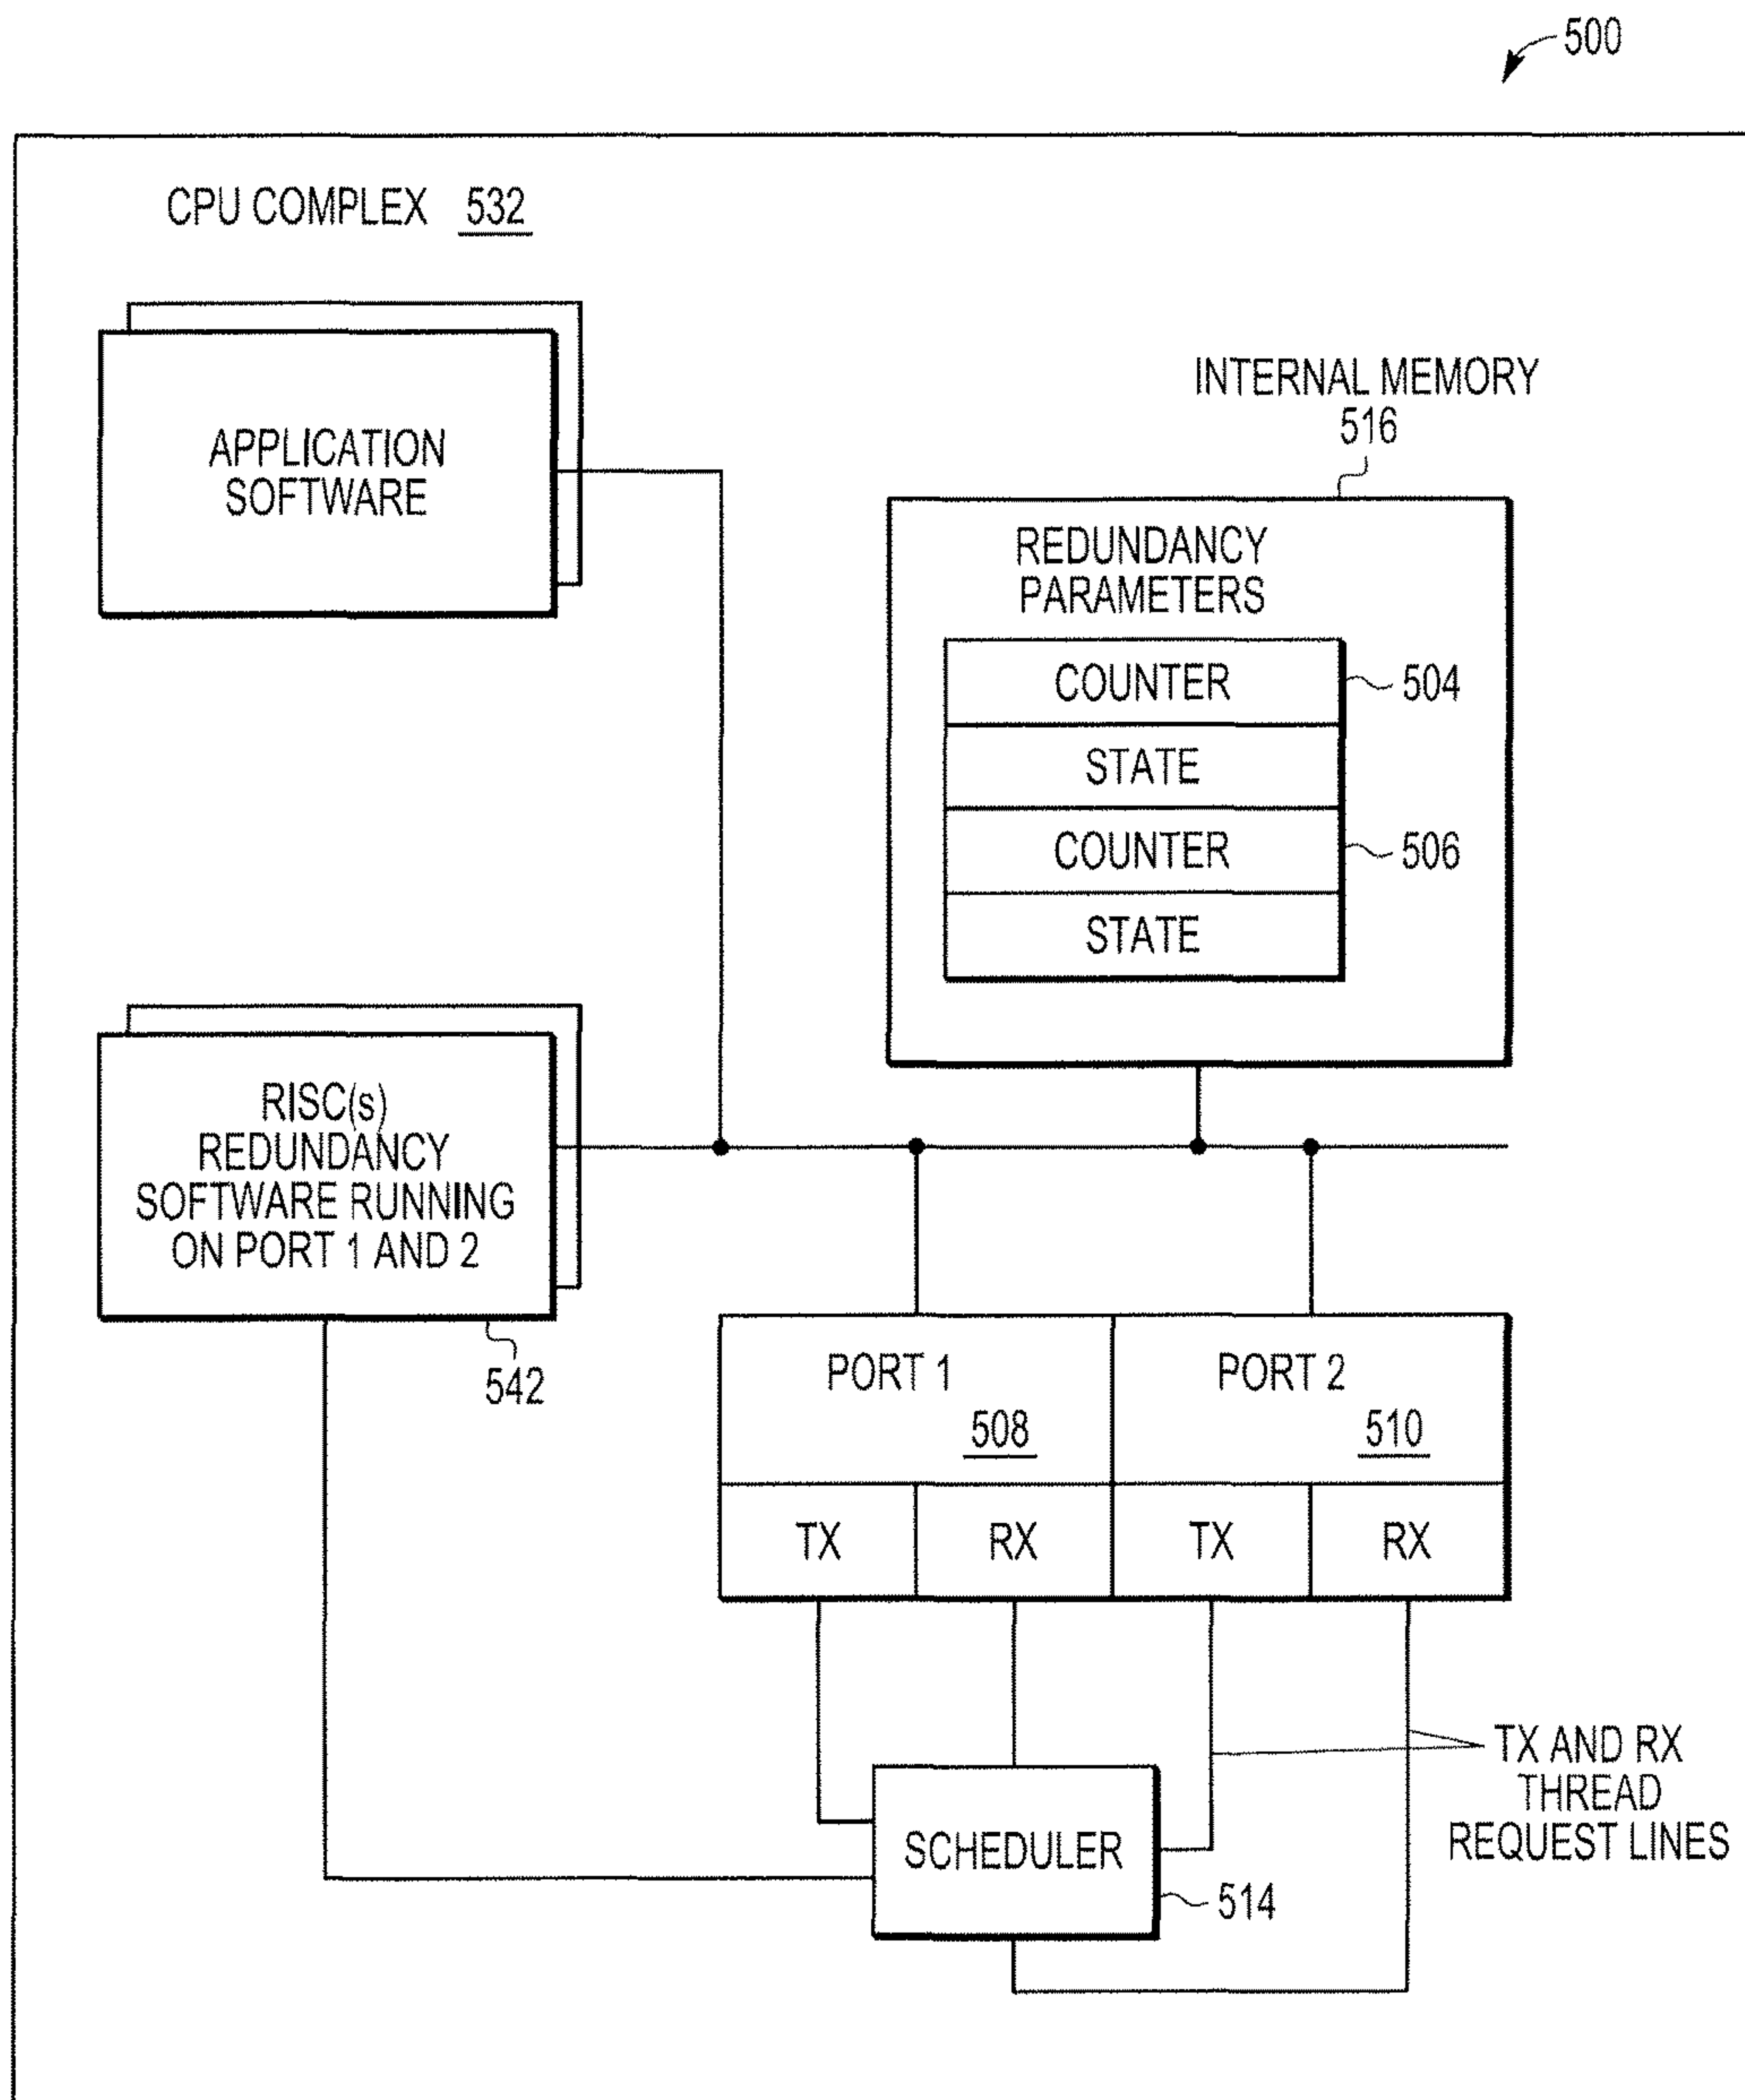 500
CPU COMPLEX 532
APPLICATION
SOFTWARE
INTERNAL MEMORY
516
REDUNDANCY
PARAMETERS
COUNTER
504
STATE
COUNTER
506
STATE
RISC(s)
REDUNDANCY
SOFTWARE RUNNING
ON PORT 1 AND 2
542
PORT 1
508
PORT 2
510
TX
RX
TX
RX
TX AND RX
THREAD
REQUEST LINES
SCHEDULER
514